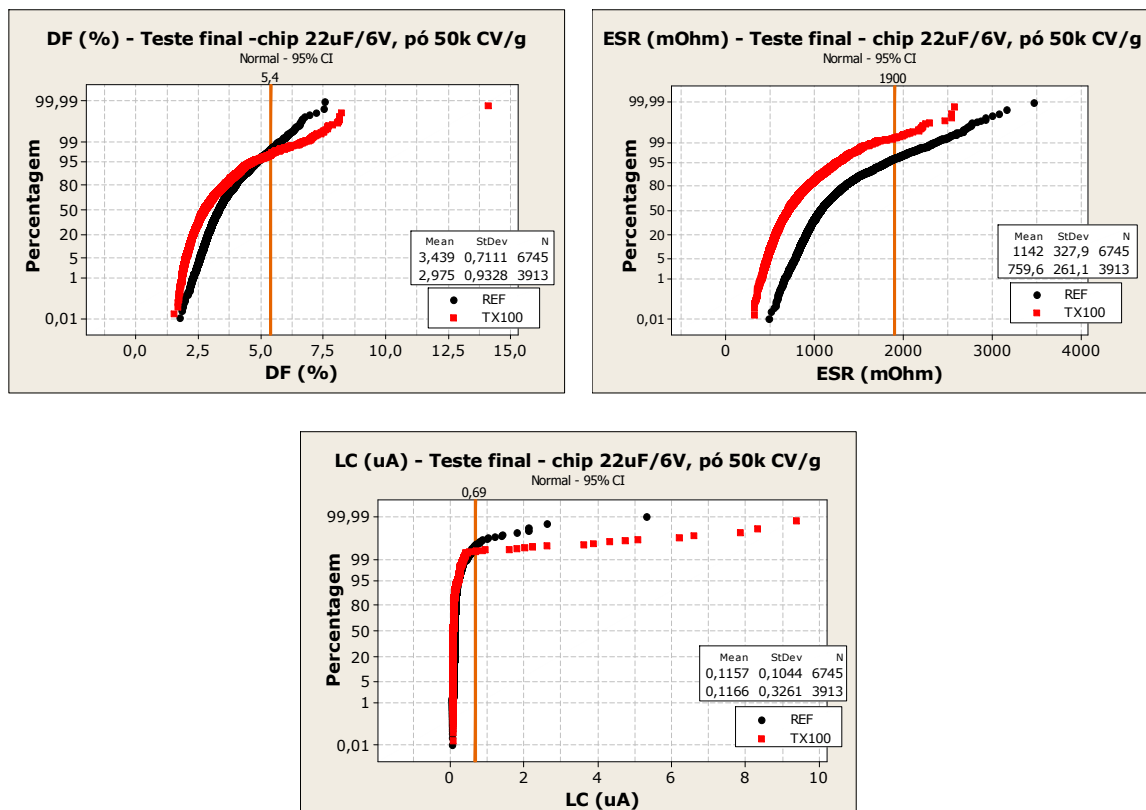 DF (%) - Teste final -chip 22uF/6V, pó 50k CV/g
Normal - 95% CI
5,4
99,99
99
95
80
50
20
5
1
0,01
Percentagem
Mean StDev N
3,439 0,7111 6745
2,975 0,9328 3913
REF
TX100
0,0 2,5 5,0 7,5 10,0 12,5 15,0
DF (%)
ESR (mOhm) - Teste final - chip 22uF/6V, pó 50k CV/g
Normal - 95% CI
1900
99,99
99
95
80
50
20
5
1
0,01
Percentagem
Mean StDev N
1142 327,9 6745
759,6 261,1 3913
REF
TX100
0 1000 2000 3000 4000
ESR (mOhm)
LC (uA) - Teste final - chip 22uF/6V, pó 50k CV/g
Normal - 95% CI
0,69
99,99
99
95
80
50
20
5
1
0,01
Percentagem
Mean StDev N
0,1157 0,1044 6745
0,1166 0,3261 3913
REF
TX100
0 2 4 6 8 10
LC (uA)